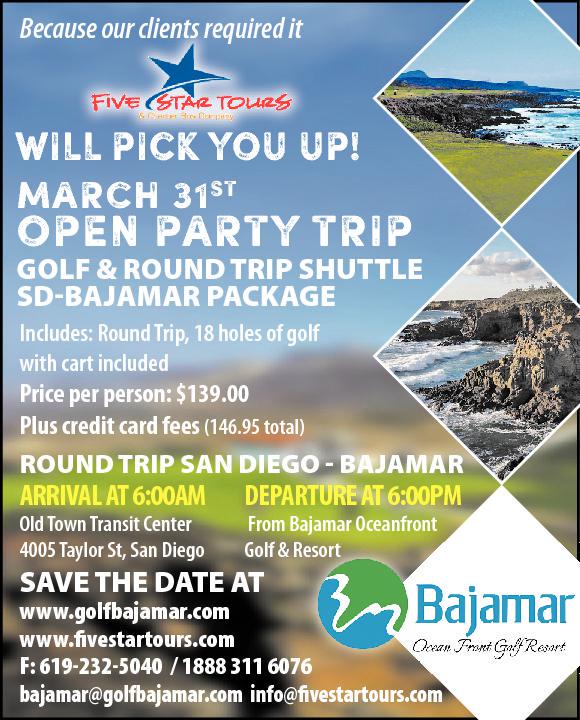 Because our clients required it
FIVE STAR TOURS
& Charter Bus Company
WILL PICK YOU UP!
MARCH 31ST
OPEN PARTY TRIP
GOLF & ROUND TRIP SHUTTLE
SD-BAJAMAR PACKAGE
Includes: Round Trip, 18 holes of golf
with cart included
Price per person: $139.00
Plus credit card fees (146.95 total)
ROUND TRIP SAN DIEGO - BAJAMAR
ARRIVAL AT 6:00AM
Old Town Transit Center
4005 Taylor St, San Diego
DEPARTURE AT 6:00PM
From Bajamar Oceanfront
Golf & Resort
SAVE THE DATE AT
www.golfbajamar.com
www.fivestartours.com
F: 619-232-5040 / 1888 311 6076
bajamar@golfbajamar.com info@fivestartours.com
Bajamar
Ocean Front Golf Resort